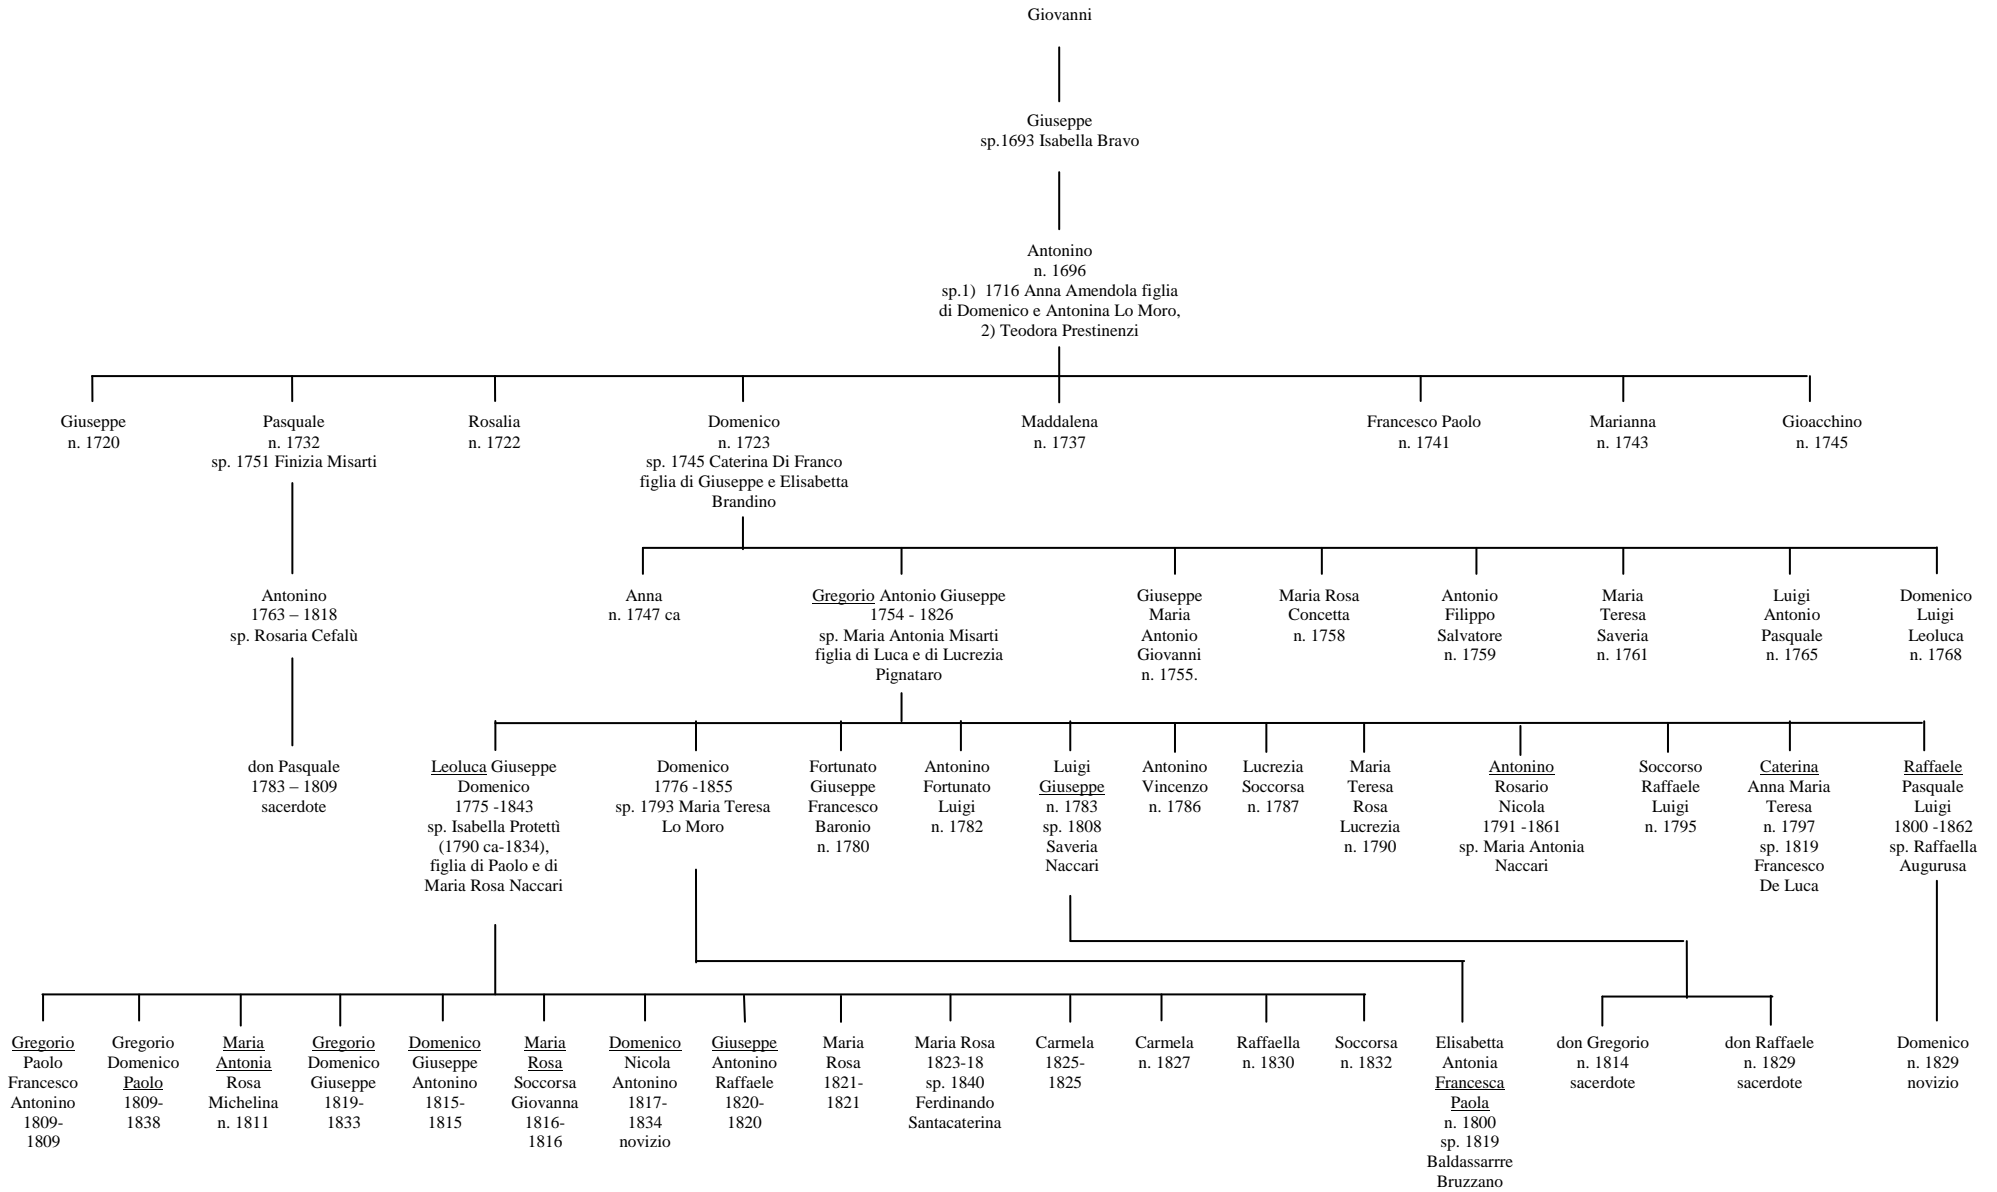 Giovanni
Giuseppe
sp.1693 Isabella Bravo
Antonino
n. 1696
sp.1)  1716 Anna Amendola figlia
di Domenico e Antonina Lo Moro,
2) Teodora Prestinenzi
Giuseppe
n. 1720
Pasquale
n. 1732
sp. 1751 Finizia Misarti
Rosalia
n. 1722
Domenico
n. 1723
sp. 1745 Caterina Di Franco
figlia di Giuseppe e Elisabetta
Brandino
Maddalena
n. 1737
Francesco Paolo
n. 1741
Marianna
n. 1743
Gioacchino
n. 1745
Antonino
1763 – 1818
sp. Rosaria Cefalù
Anna
n. 1747 ca
Gregorio Antonio Giuseppe
1754 - 1826
sp. Maria Antonia Misarti
figlia di Luca e di Lucrezia
Pignataro
Giuseppe
Maria
Antonio
Giovanni
n. 1755.
Maria Rosa
Concetta
n. 1758
Antonio
Filippo
Salvatore
n. 1759
Maria
Teresa
Saveria
n. 1761
Luigi
Antonio
Pasquale
n. 1765
Domenico
Luigi
Leoluca
n. 1768
don Pasquale
1783 – 1809
sacerdote
Leoluca Giuseppe
Domenico
1775 -1843
sp. Isabella Protettì
(1790 ca-1834),
figlia di Paolo e di
Maria Rosa Naccari
Domenico
1776 -1855
sp. 1793 Maria Teresa
Lo Moro
Fortunato
Giuseppe
Francesco
Baronio
n. 1780
Antonino
Fortunato
Luigi
n. 1782
Luigi
Giuseppe
n. 1783
sp. 1808
Saveria
Naccari
Antonino
Vincenzo
n. 1786
Lucrezia
Soccorsa
n. 1787
Maria
Teresa
Rosa
Lucrezia
n. 1790
Antonino
Rosario
Nicola
1791 -1861
sp. Maria Antonia
Naccari
Soccorso
Raffaele
Luigi
n. 1795
Caterina
Anna Maria
Teresa
n. 1797
sp. 1819
Francesco
De Luca
Raffaele
Pasquale
Luigi
1800 -1862
sp. Raffaella
Augurusa
Gregorio
Paolo
Francesco
Antonino
1809-
1809
Gregorio
Domenico
Paolo
1809-
1838
Maria
Antonia
Rosa
Michelina
n. 1811
Gregorio
Domenico
Giuseppe
1819-
1833
Domenico
Giuseppe
Antonino
1815-
1815
Maria
Rosa
Soccorsa
Giovanna
1816-
1816
Domenico
Nicola
Antonino
1817-
1834
novizio
Giuseppe
Antonino
Raffaele
1820-
1820
Maria
Rosa
1821-
1821
Maria Rosa
1823-18
sp. 1840
Ferdinando
Santacaterina
Carmela
1825-
1825
Carmela
n. 1827
Raffaella
n. 1830
Soccorsa
n. 1832
Elisabetta
Antonia
Francesca
Paola
n. 1800
sp. 1819
Baldassarrre
Bruzzano
don Gregorio
n. 1814
sacerdote
don Raffaele
n. 1829
sacerdote
Domenico
n. 1829
novizio